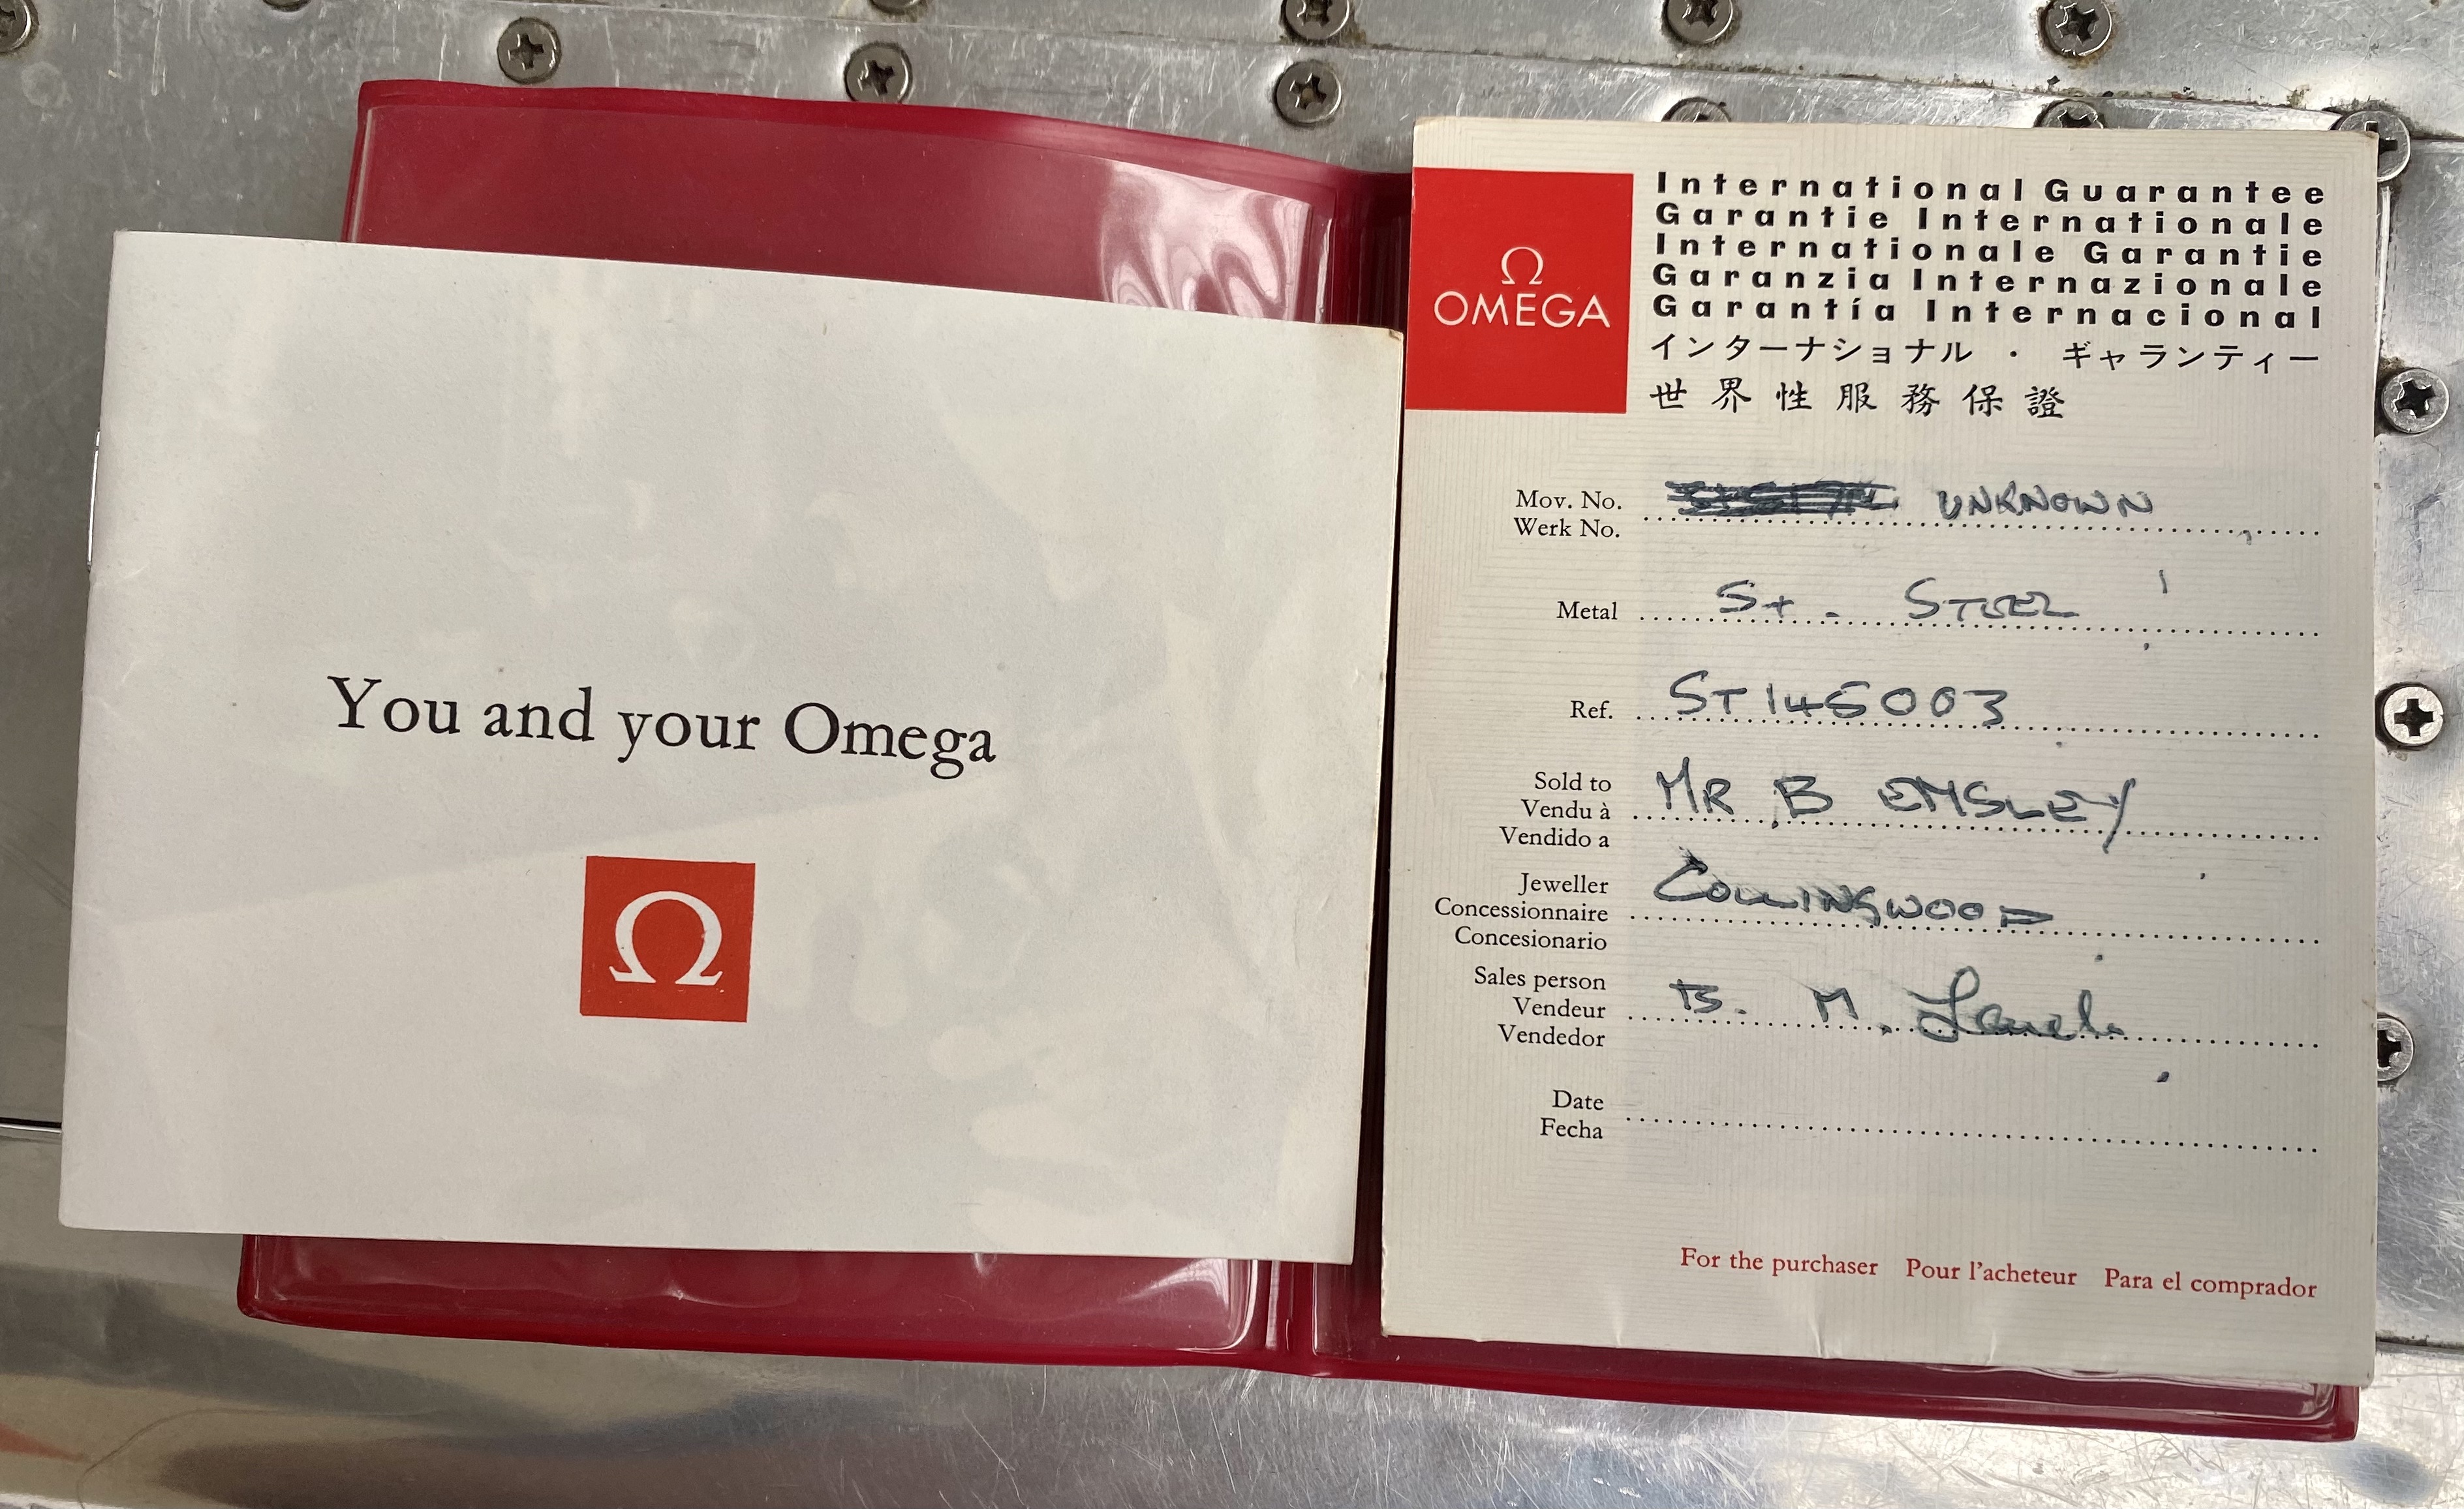 You and your Omega
Ω
Ω
OMEGA
International Guarantee
Garantie Internationale
Internationale Garantie
Garanzia Internazionale
Garantía Internacional
インターナショナル ・ ギャランティー
世界性服務保證
Mov. No. UNKNOWN
Werk No.
Metal St. STEEL
Ref. ST145003
Sold to MR B EMSLEY
Vendu à
Vendido a
Jeweller COLLINGWOOD
Concessionnaire
Concesionario
Sales person B. M.
Vendeur
Vendedor
Date
Fecha
For the purchaser Pour l'acheteur Para el comprador